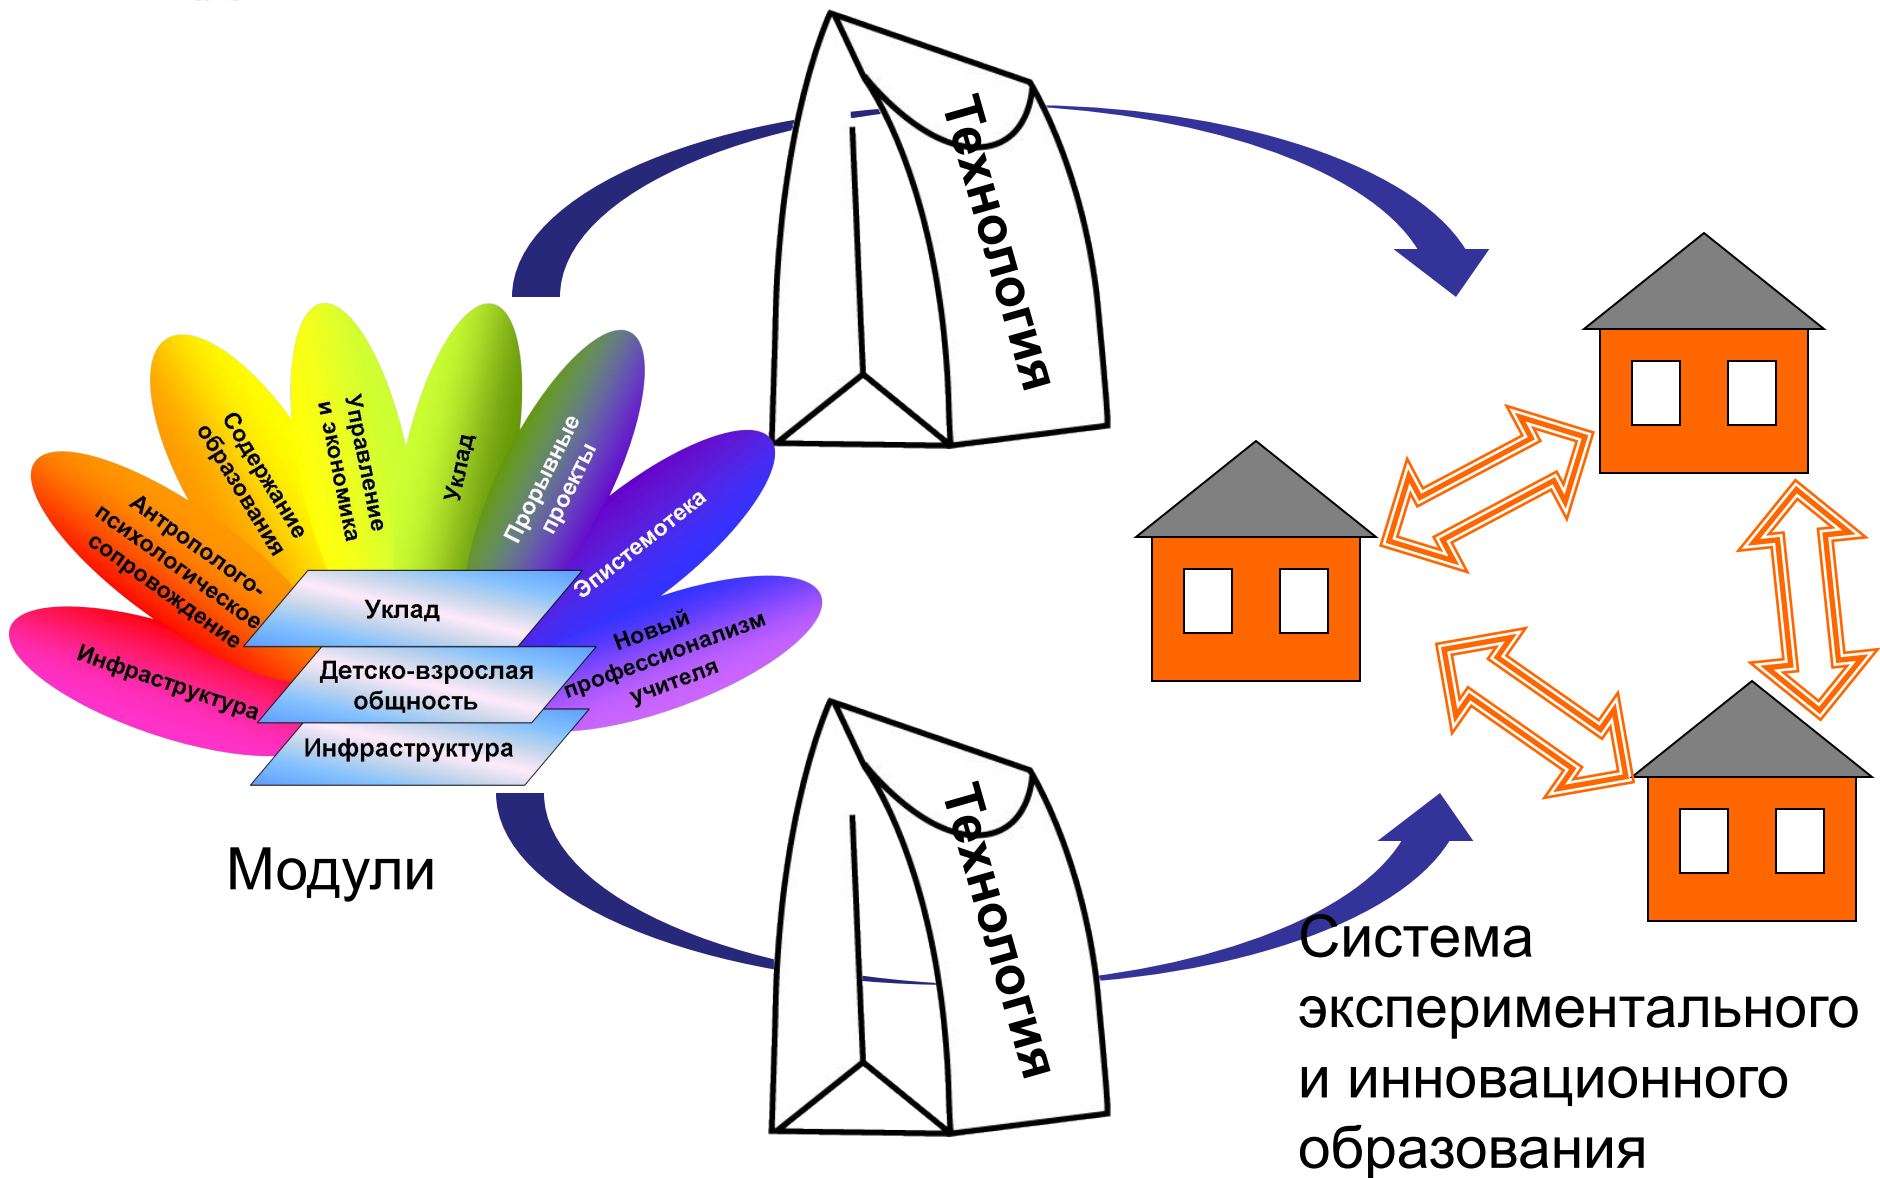 Технология
Инфраструктура
Антрополого-
психологическое
сопровождение
Содержание
образования
Управление
и экономика
Уклад
Прорывные
проекты
Эпистемотека
Новый
профессионализм
учителя
Уклад
Детско-взрослая
общность
Инфраструктура
Модули
Технология
Система
экспериментального
и инновационного
образования